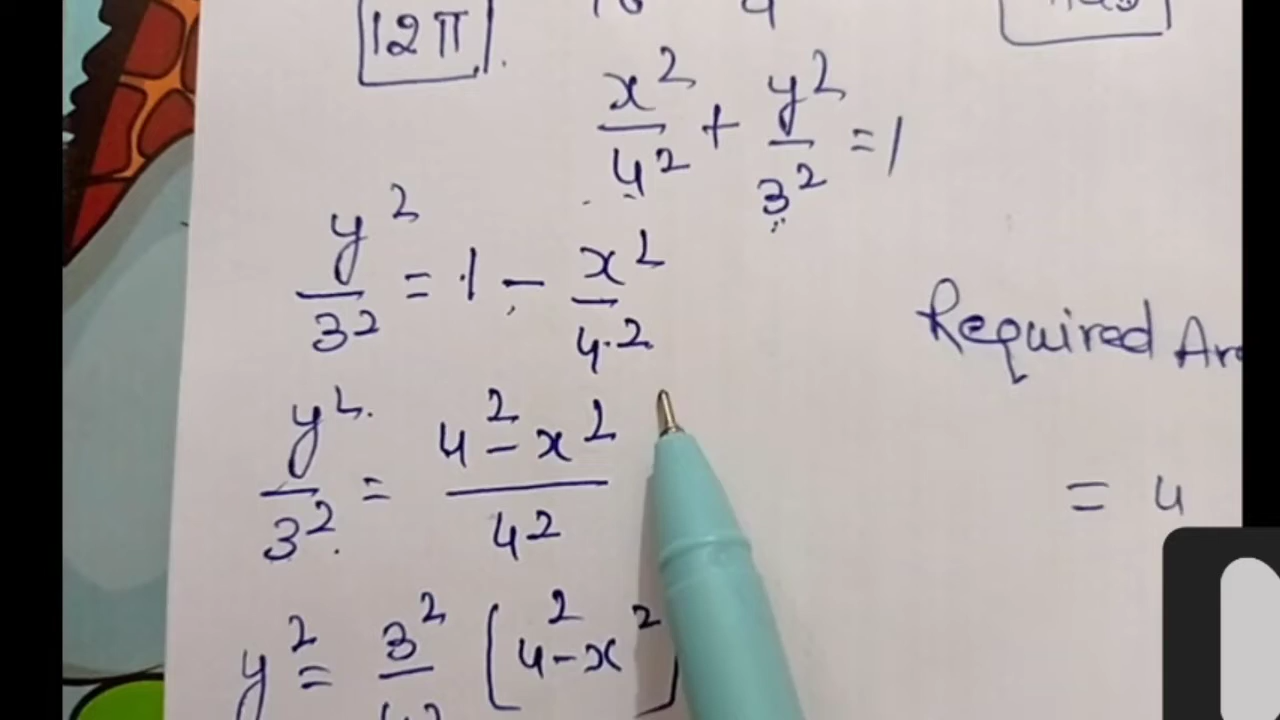 12π
x²/4² + y²/3² = 1
y²/3² = 1 - x²/4²
Required
y²/3² = (4² - x²)/4²
= 4
y² = 3²/4² [4² - x²]